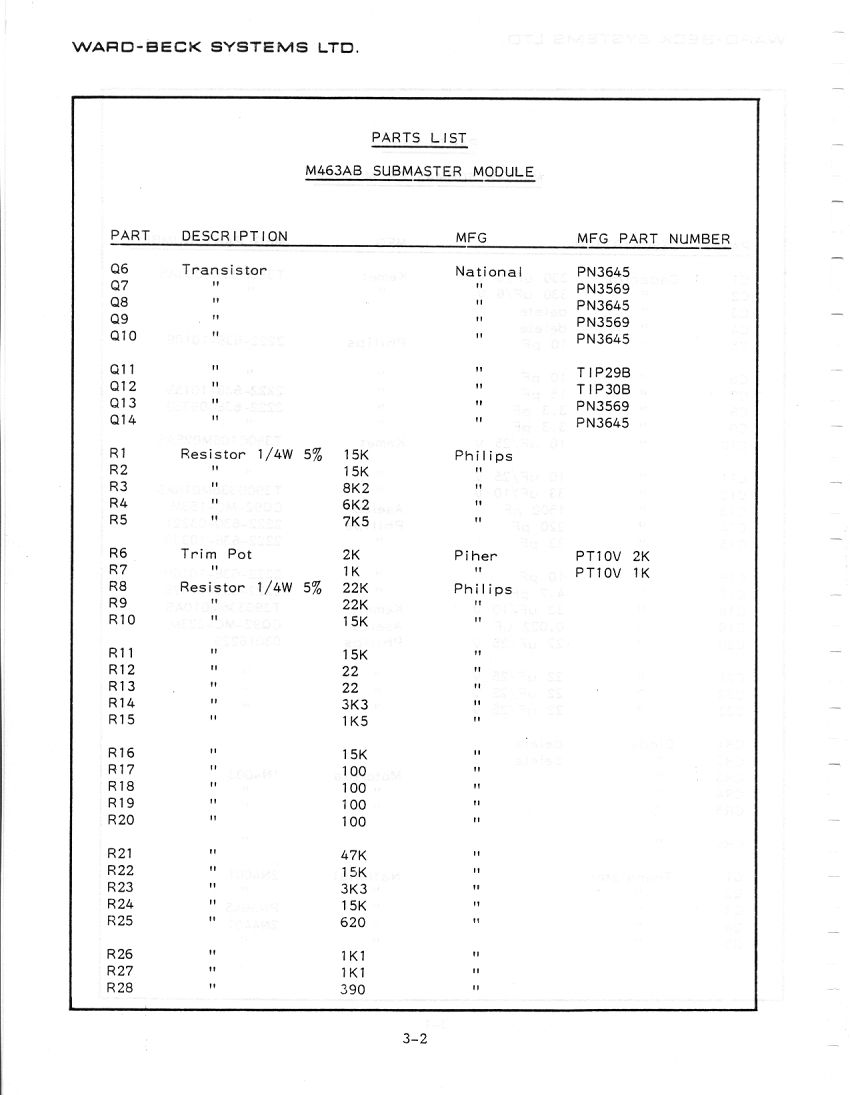 WARD-BECK SYSTEMS LTD.
PARTS LIST
M463AB SUBMASTER MODULE
PART DESCRIPTION MFG MFG PART NUMBER
Q6 Transistor National PN3645
Q7 " " PN3569
Q8 " " PN3645
Q9 " " PN3569
Q10 " " PN3645
Q11 " " TIP29B
Q12 " " TIP30B
Q13 " " PN3569
Q14 " " PN3645
R1 Resistor 1/4W 5% 15K Philips
R2 " 15K "
R3 " 8K2 "
R4 " 6K2 "
R5 " 7K5 "
R6 Trim Pot 2K Piher PT10V 2K
R7 " 1K " PT10V 1K
R8 Resistor 1/4W 5% 22K Philips
R9 " 22K "
R10 " 15K "
R11 " 15K "
R12 " 22 "
R13 " 22 "
R14 " 3K3 "
R15 " 1K5 "
R16 " 15K "
R17 " 100 "
R18 " 100 "
R19 " 100 "
R20 " 100 "
R21 " 47K "
R22 " 15K "
R23 " 3K3 "
R24 " 15K "
R25 " 620 "
R26 " 1K1 "
R27 " 1K1 "
R28 " 390 "
3-2